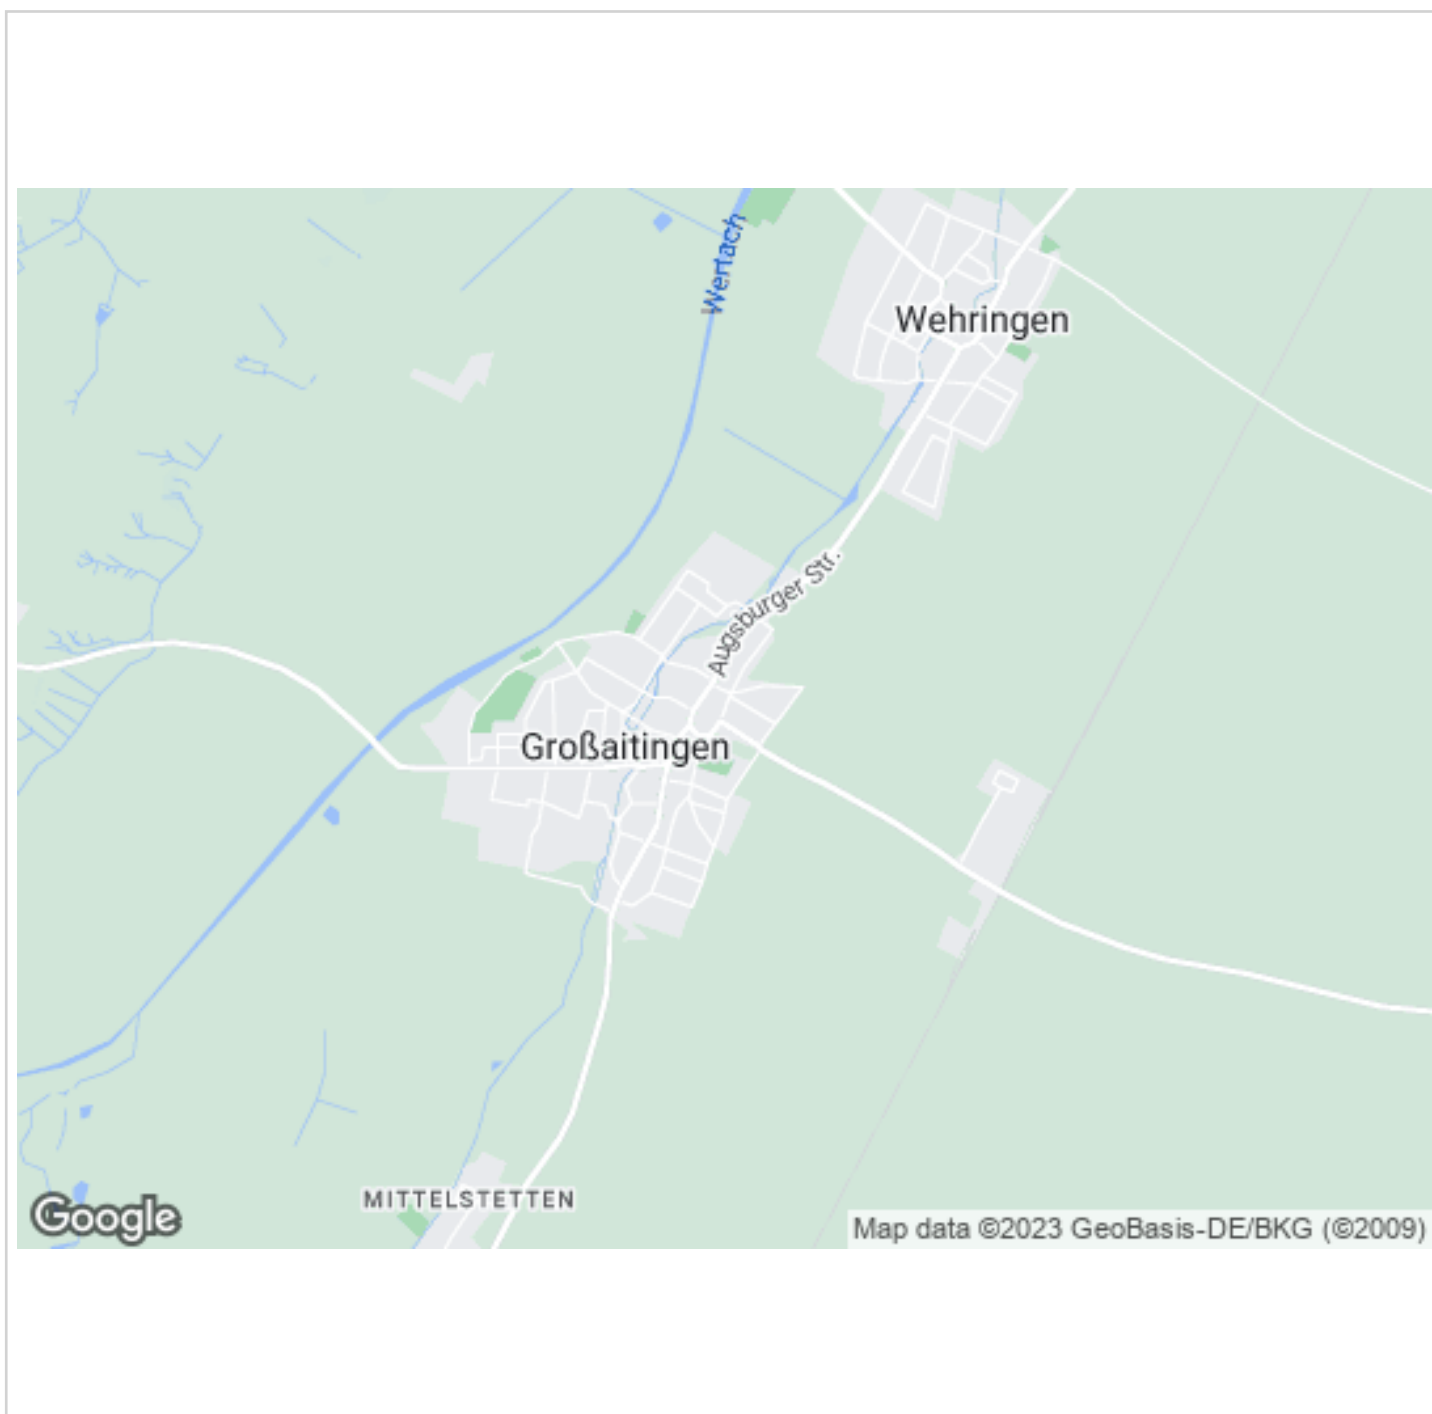 Wertach
Wehringen
Augsburger Str.
Großaitingen
MITTELSTETTEN
Google
Map data ©2023 GeoBasis-DE/BKG (©2009)